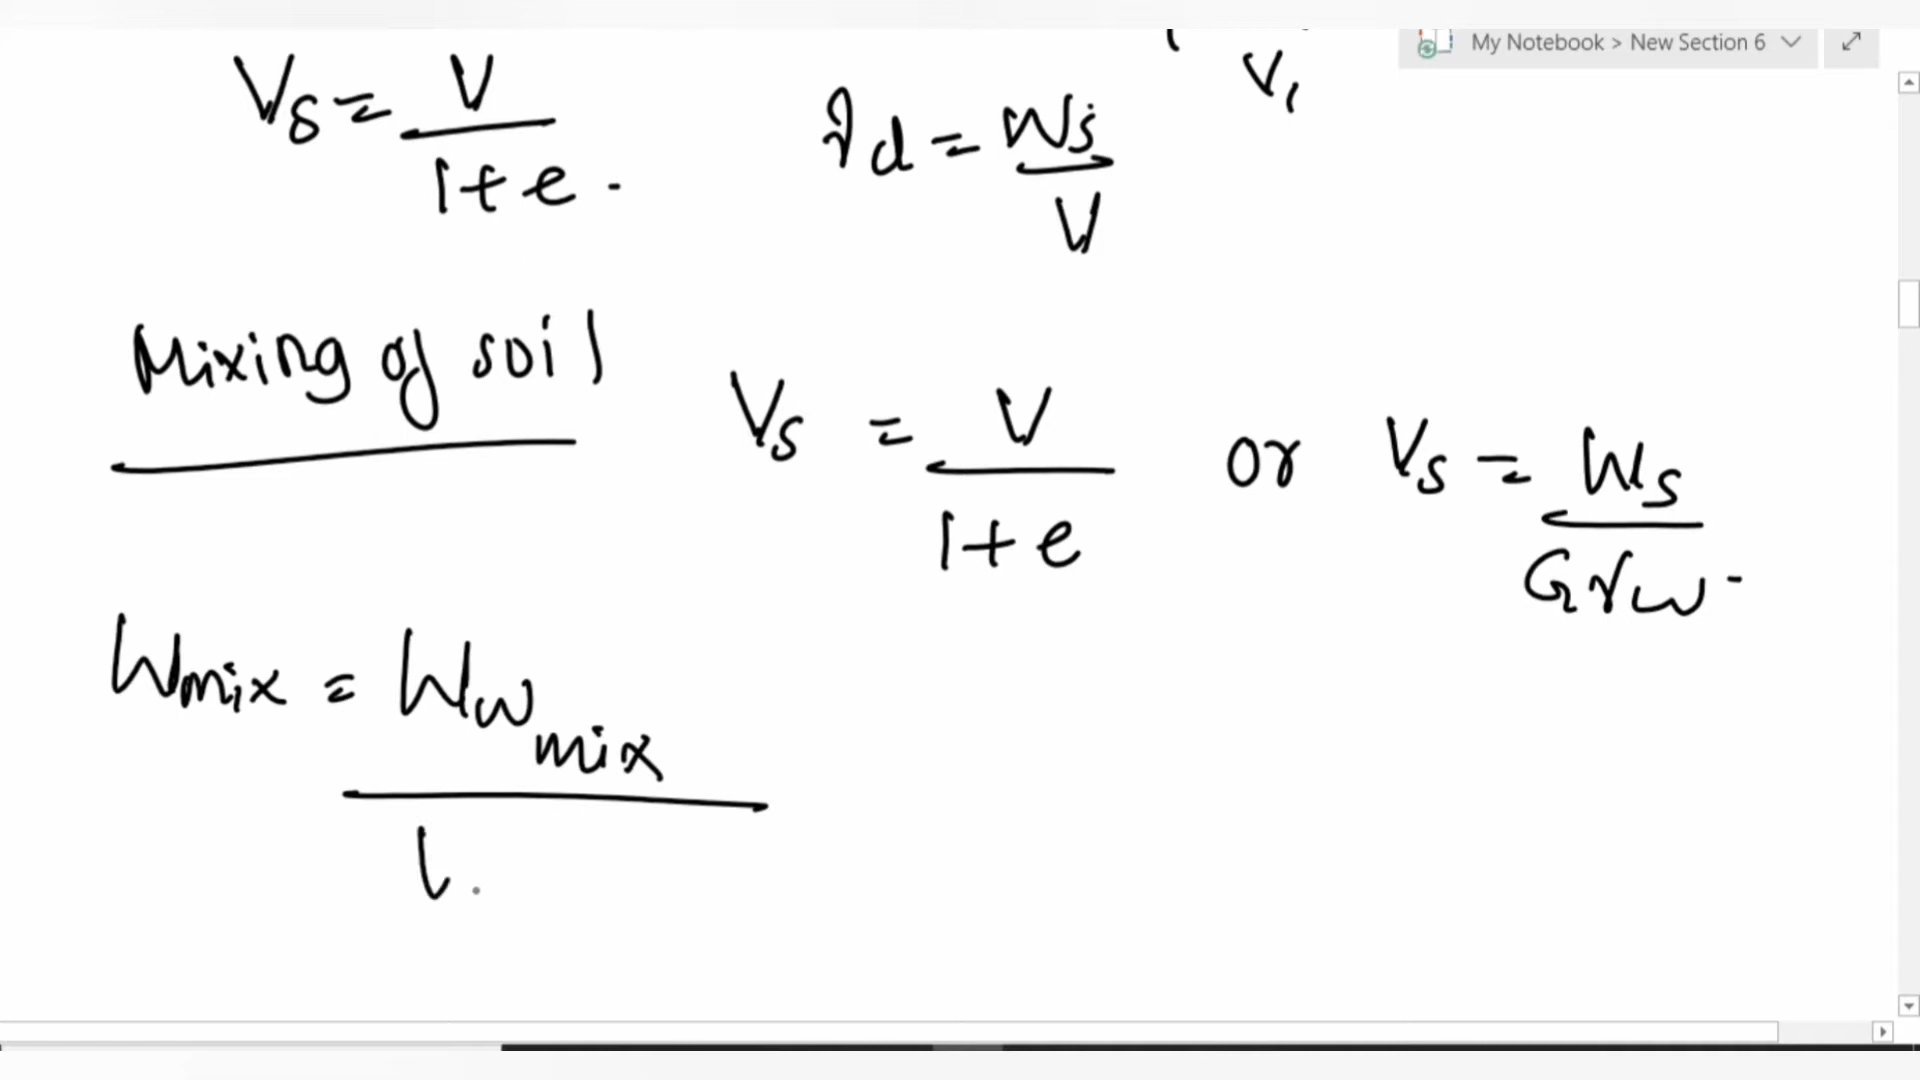 My Notebook > New Section 6
V₁
Vs = V / 1+e .
γd = Ws / V
Mixing of soil
Vs = V / 1+e or Vs = Ws / Gγw
Wmix = Ww mix